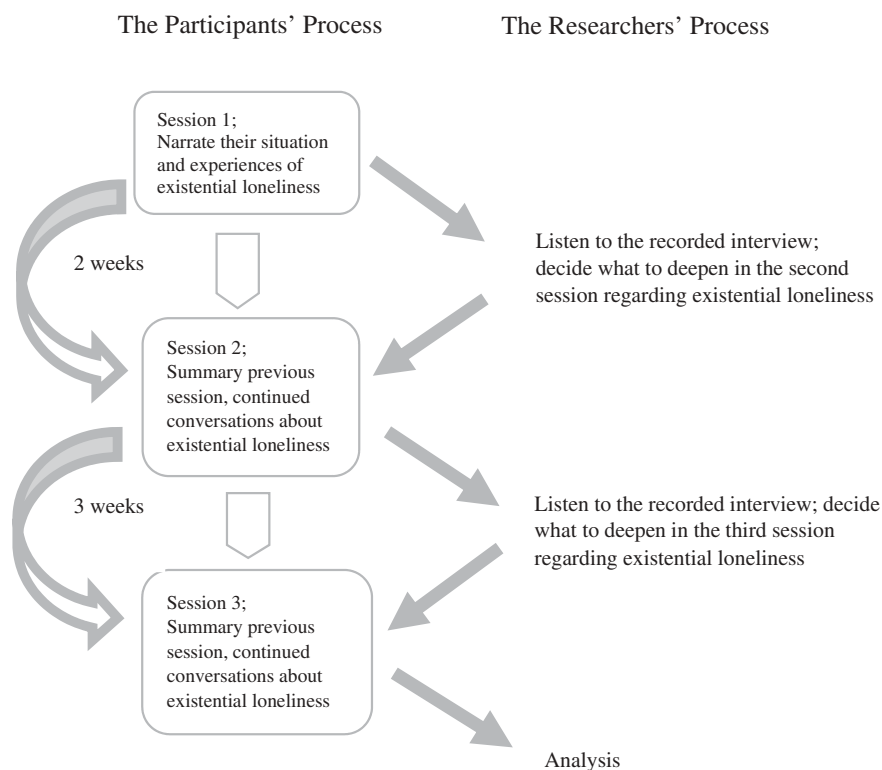 The Participants’ Process
The Researchers’ Process
Session 1;
Narrate their situation
and experiences of
existential loneliness
2 weeks
Listen to the recorded interview;
decide what to deepen in the second
session regarding existential loneliness
Session 2;
Summary previous
session, continued
conversations about
existential loneliness
3 weeks
Listen to the recorded interview; decide
what to deepen in the third session
regarding existential loneliness
Session 3;
Summary previous
session, continued
conversations about
existential loneliness
Analysis